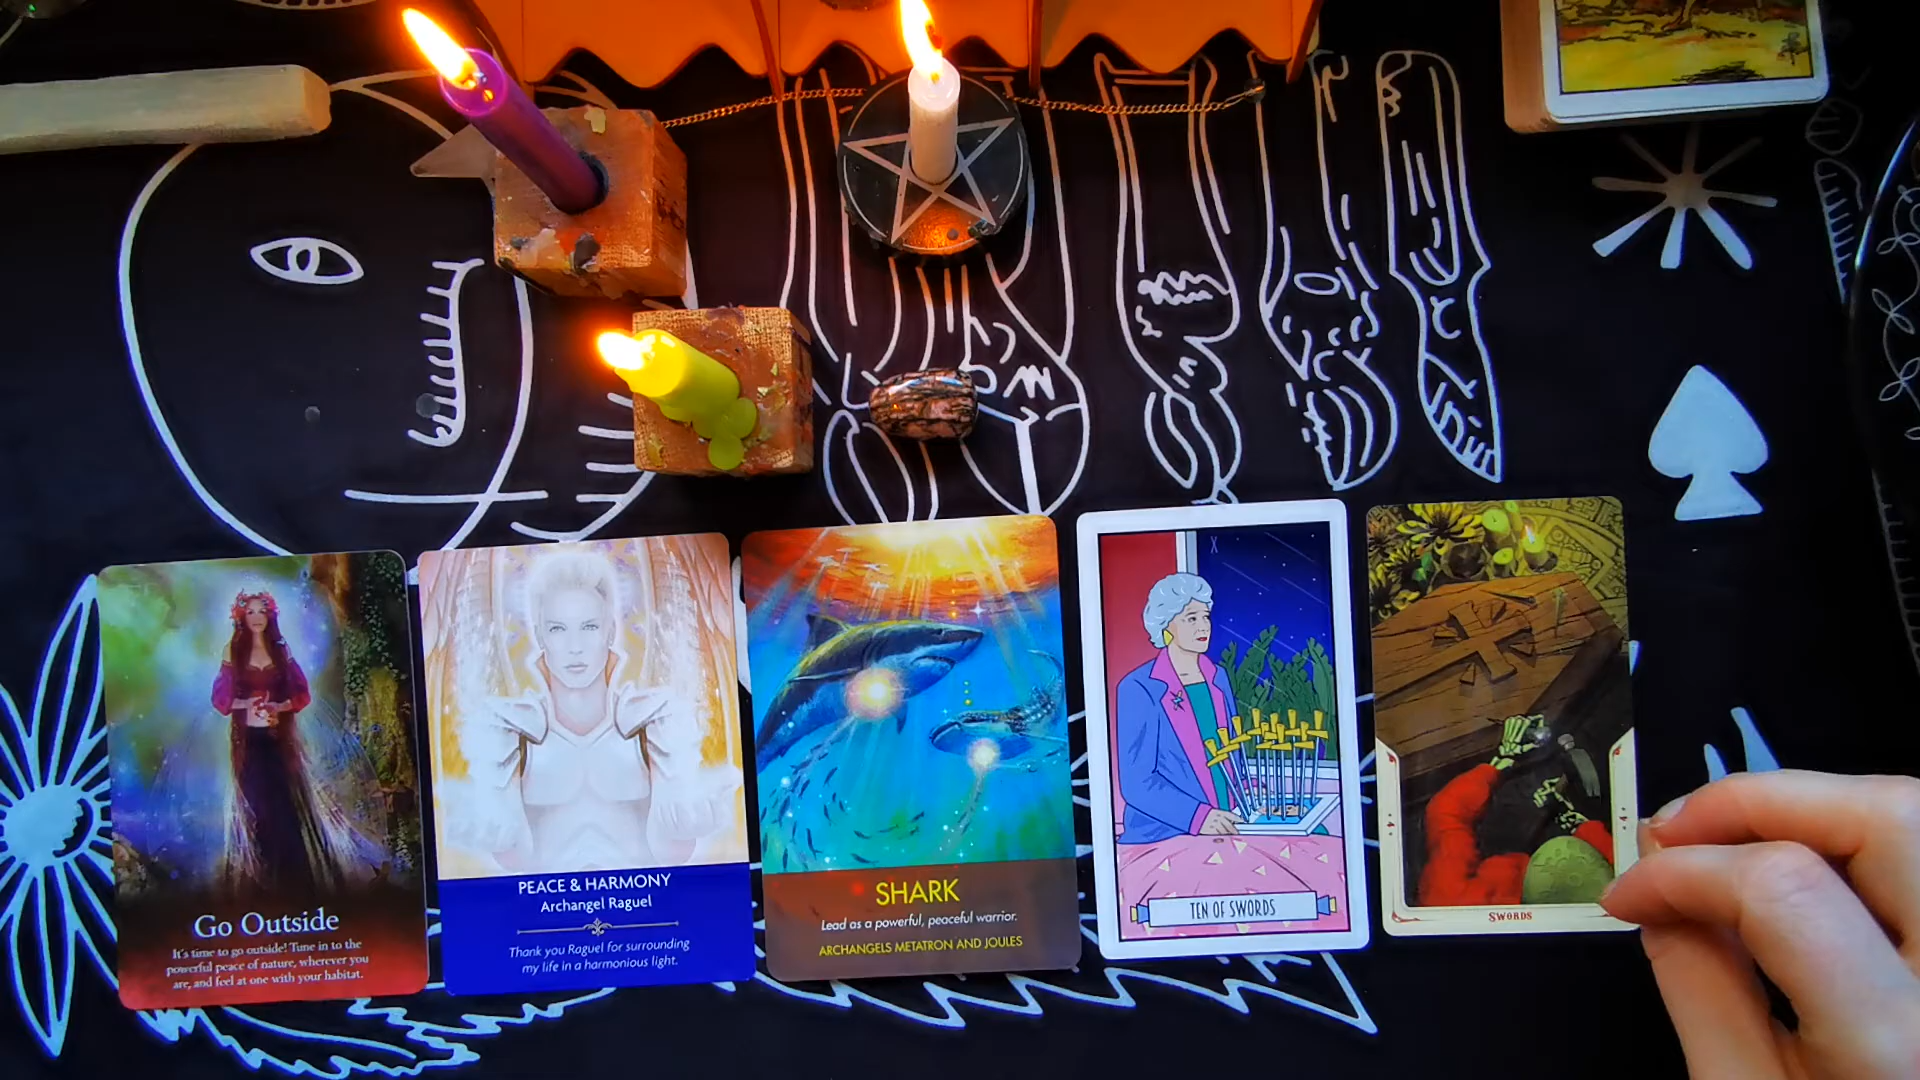 Go Outside
It's time to go outside! Tune in to the
powerful peace of nature, wherever you
are, and feel at one with your habitat.
PEACE & HARMONY
Archangel Raguel
Thank you Raguel for surrounding
my life in a harmonious light.
SHARK
Lead as a powerful, peaceful warrior.
ARCHANGELS METATRON AND JOULES
X
TEN OF SWORDS
4
4
SWORDS